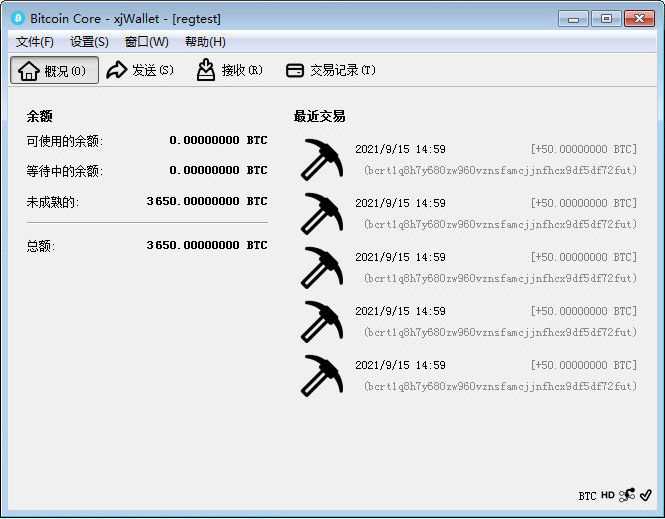 Bitcoin Core - xjWallet - [regtest]
文件(F) 设置(S) 窗口(W) 帮助(H)
概况(O) 发送(S) 接收(R) 交易记录(T)
余额
可使用的余额: 0.00000000 BTC
等待中的余额: 0.00000000 BTC
未成熟的: 3650.00000000 BTC
总额: 3650.00000000 BTC
最近交易
2021/9/15 14:59 [+50.00000000 BTC]
(bcrt1q8h7y680zw960vznsfamcjjnfhcx9df5df72fut)
2021/9/15 14:59 [+50.00000000 BTC]
(bcrt1q8h7y680zw960vznsfamcjjnfhcx9df5df72fut)
2021/9/15 14:59 [+50.00000000 BTC]
(bcrt1q8h7y680zw960vznsfamcjjnfhcx9df5df72fut)
2021/9/15 14:59 [+50.00000000 BTC]
(bcrt1q8h7y680zw960vznsfamcjjnfhcx9df5df72fut)
2021/9/15 14:59 [+50.00000000 BTC]
(bcrt1q8h7y680zw960vznsfamcjjnfhcx9df5df72fut)
BTC HD